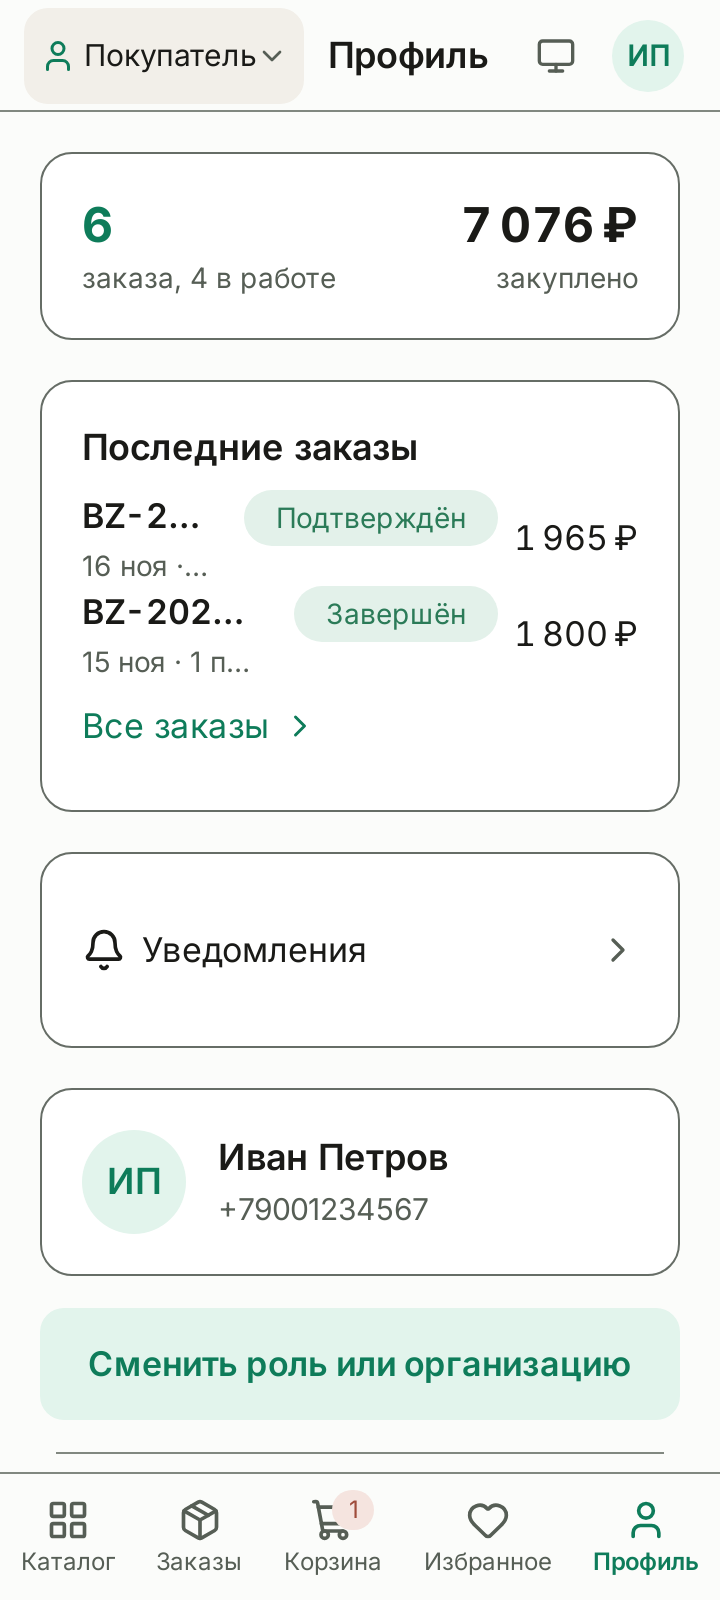 Покупатель Профиль ИП
6 7 076 ₽
заказа, 4 в работе закуплено
Последние заказы
BZ-2... Подтверждён 1 965 ₽
16 ноя ·...
BZ-202... Завершён 1 800 ₽
15 ноя · 1 п...
Все заказы
Уведомления
ИП Иван Петров
+79001234567
Сменить роль или организацию
1
Каталог Заказы Корзина Избранное Профиль